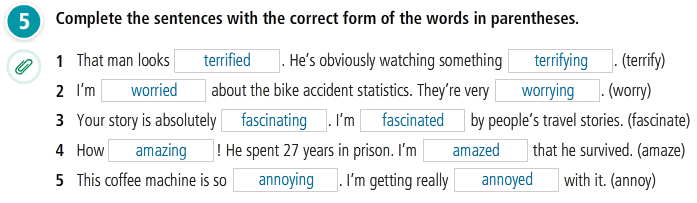 5 Complete the sentences with the correct form of the words in parentheses.
1 That man looks terrified . He's obviously watching something terrifying . (terrify)
2 I'm worried about the bike accident statistics. They're very worrying . (worry)
3 Your story is absolutely fascinating . I'm fascinated by people's travel stories. (fascinate)
4 How amazing ! He spent 27 years in prison. I'm amazed that he survived. (amaze)
5 This coffee machine is so annoying . I'm getting really annoyed with it. (annoy)